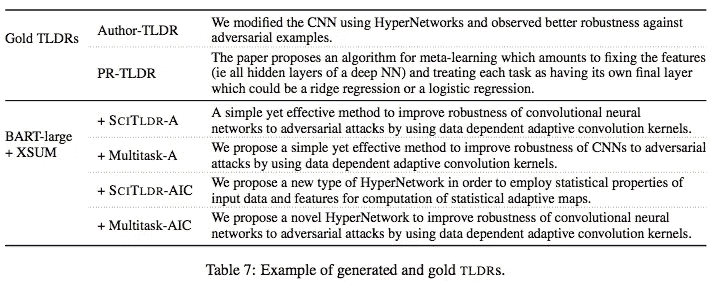 Gold TLDRs
Author-TLDR
We modified the CNN using HyperNetworks and observed better robustness against
adversarial examples.
PR-TLDR
The paper proposes an algorithm for meta-learning which amounts to fixing the features
(ie all hidden layers of a deep NN) and treating each task as having its own final layer
which could be a ridge regression or a logistic regression.
BART-large
+ XSUM
+ SCITLDR-A
A simple yet effective method to improve robustness of convolutional neural
networks to adversarial attacks by using data dependent adaptive convolution kernels.
+ Multitask-A
We propose a simple yet effective method to improve robustness of CNNs to adversarial
attacks by using data dependent adaptive convolution kernels.
+ SCITLDR-AIC
We propose a new type of HyperNetwork in order to employ statistical properties of
input data and features for computation of statistical adaptive maps.
+ Multitask-AIC
We propose a novel HyperNetwork to improve robustness of convolutional neural
networks to adversarial attacks by using data dependent adaptive convolution kernels.
Table 7: Example of generated and gold TLDRs.